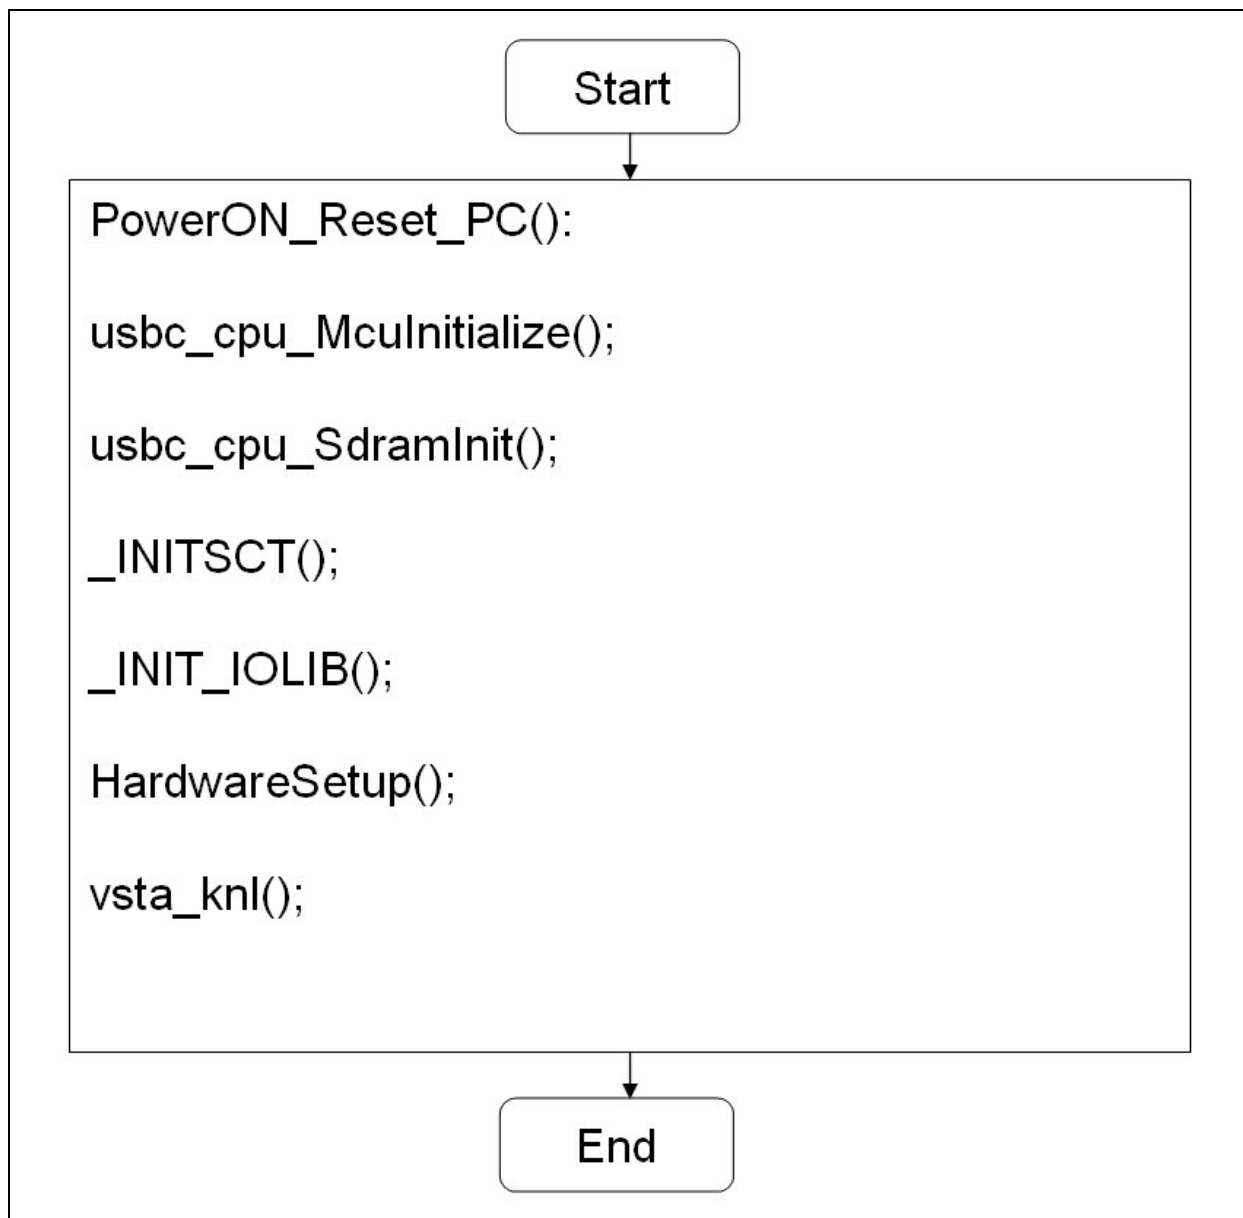 Start
PowerON_Reset_PC():
usbc_cpu_McuInitialize();
usbc_cpu_SdramInit();
_INITSCT();
_INIT_IOLIB();
HardwareSetup();
vsta_knl();
End